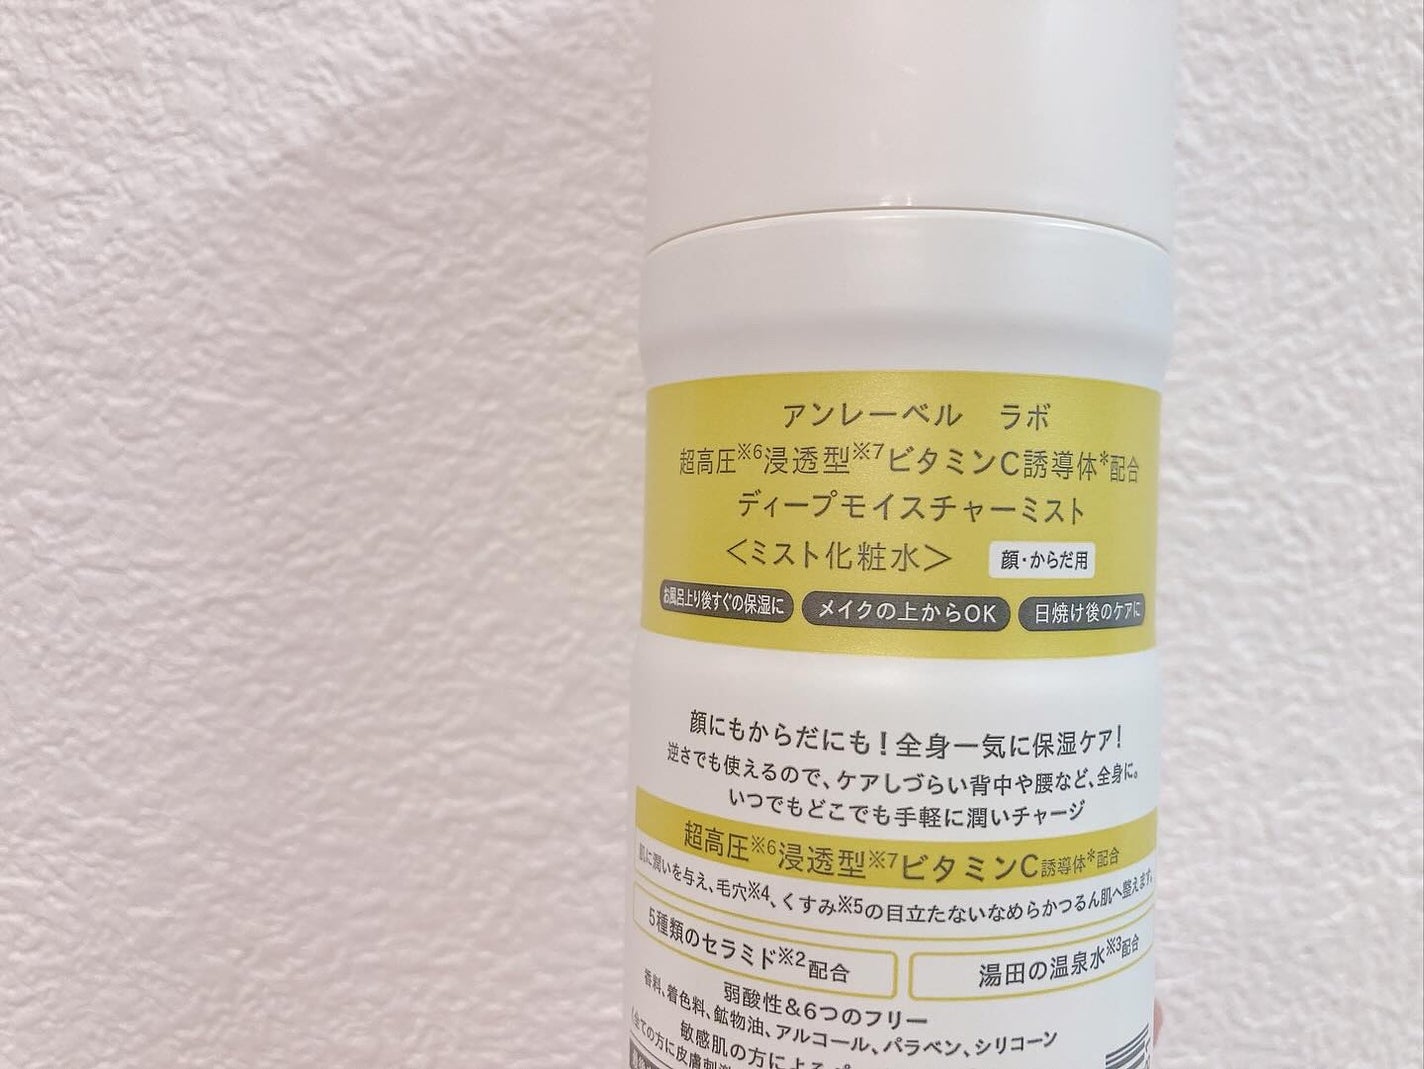 アンレーベル ラボ
超高圧※6浸透型※7ビタミンC誘導体*配合
ディープモイスチャーミスト
<ミスト化粧水> 顔・からだ用
お風呂上り後すぐの保湿に メイクの上からOK 日焼け後のケアに
顔にもからだにも！全身一気に保湿ケア！
逆さでも使えるので、ケアしづらい背中や腰など、全身に。
いつでもどこでも手軽に潤いチャージ
超高圧※6浸透型※7ビタミンC誘導体*配合
肌に潤いを与え、毛穴※4、くすみ※5の目立たないなめらかつるん肌へ整えます。
5種類のセラミド※2配合 湯田の温泉水※3配合
弱酸性&6つのフリー
香料、着色料、鉱物油、アルコール、パラベン、シリコーン
敏感肌の方による
全ての方に皮膚刺